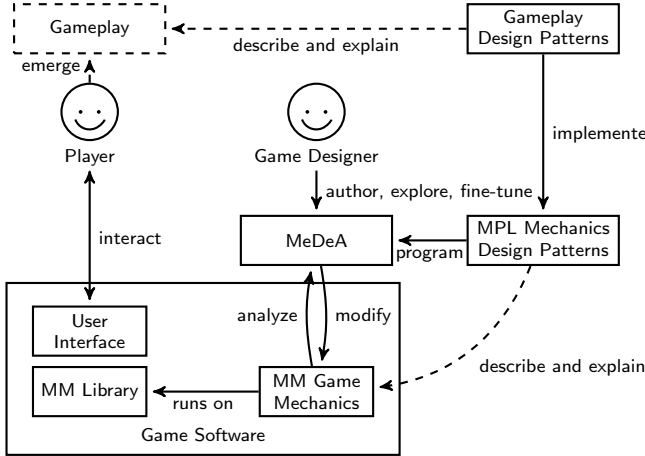 Gameplay
Gameplay
Design Patterns
describe and explain
emerge
Player
Game Designer
implemente
interact
author, explore, fine-tune
MeDeA
MPL Mechanics
Design Patterns
program
analyze
modify
User
Interface
describe and explain
MM Library
MM Game
Mechanics
runs on
Game Software